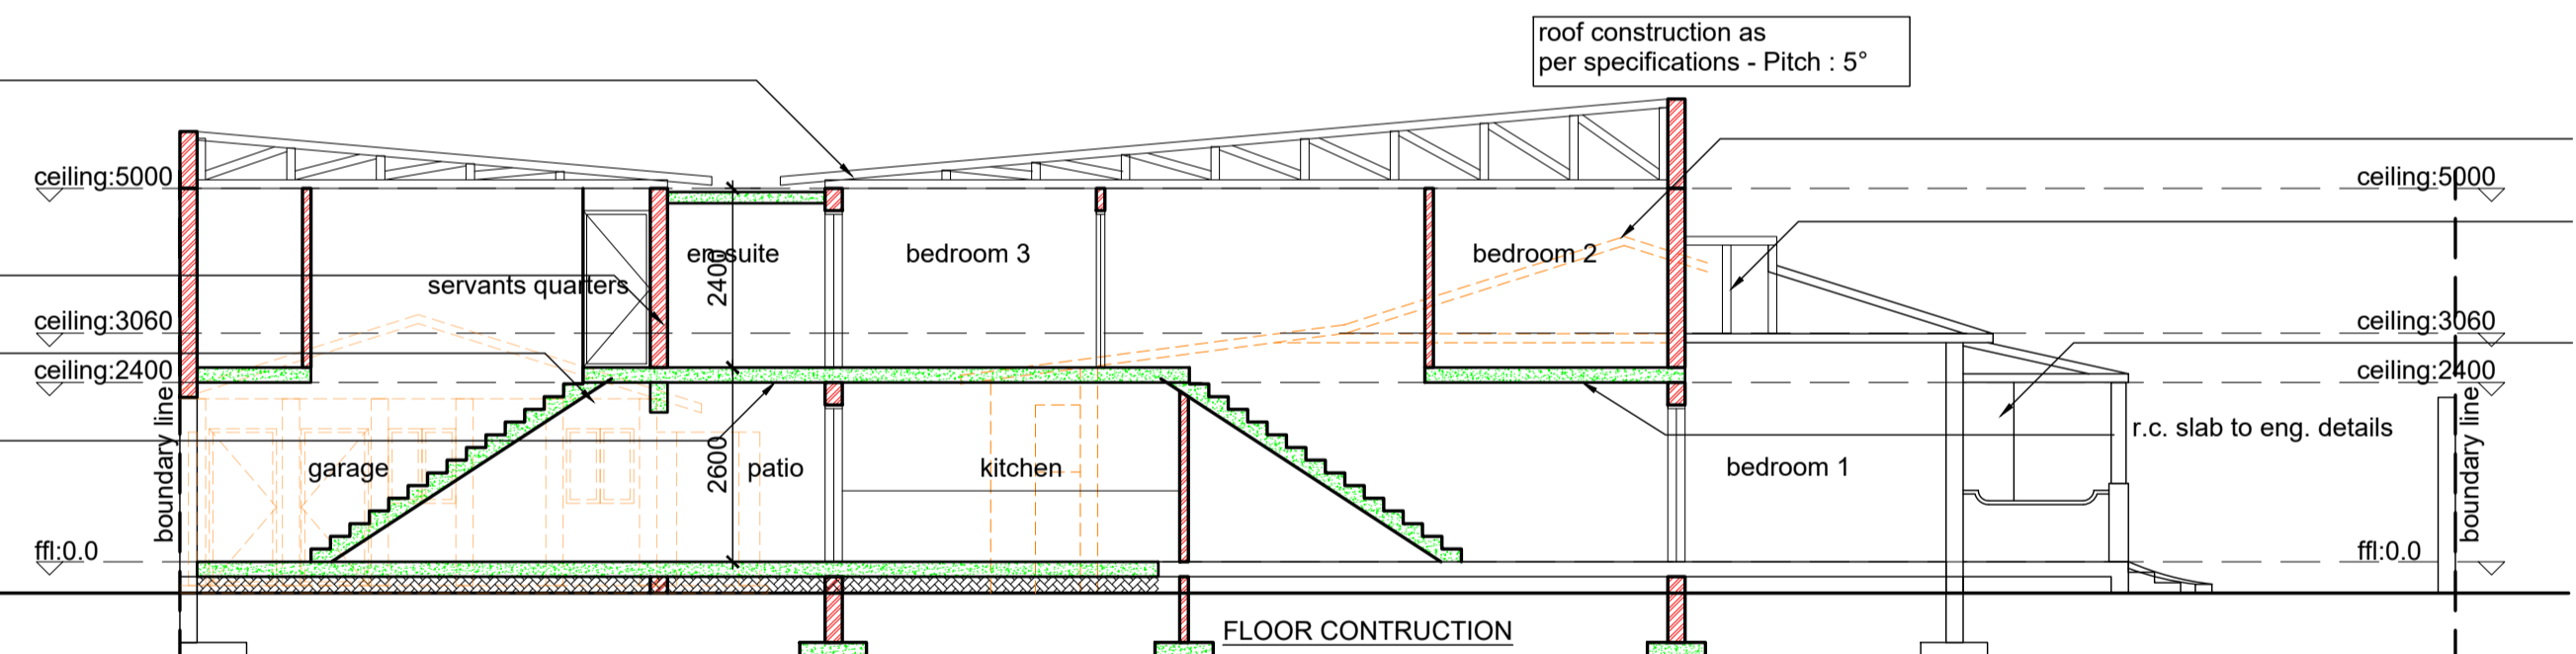 roof construction as
per specifications - Pitch : 5°
ceiling:5000
ceiling:5000
en-suite
bedroom 3
bedroom 2
2400
servants quarters
ceiling:3060
ceiling:3060
ceiling:2400
ceiling:2400
boundary line
garage
2600
patio
kitchen
bedroom 1
r.c. slab to eng. details
boundary line
ffl:0.0
ffl:0.0
FLOOR CONTRUCTION